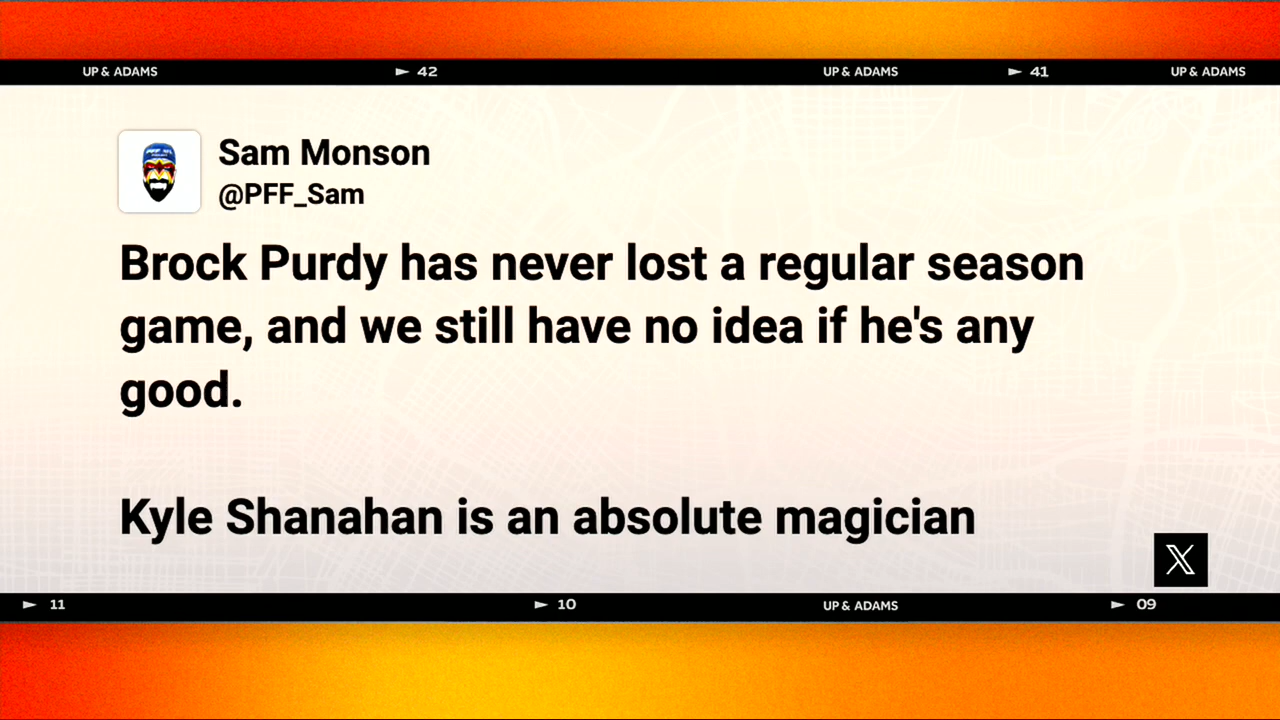 UP & ADAMS ► 42 UP & ADAMS ► 41 UP & ADAMS
Sam Monson
@PFF_Sam
Brock Purdy has never lost a regular season
game, and we still have no idea if he's any
good.
Kyle Shanahan is an absolute magician
X
► 11 ► 10 UP & ADAMS ► 09